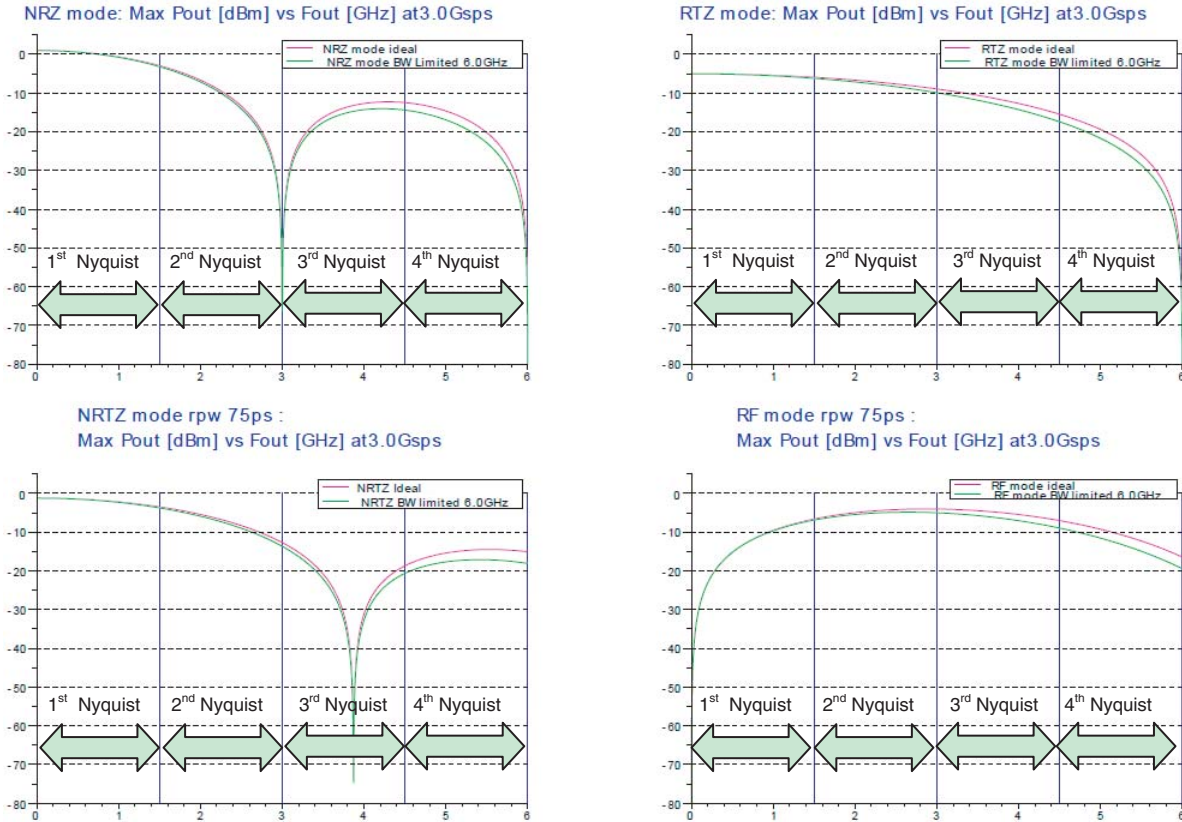 NRZ mode: Max Pout [dBm] vs Fout [GHz] at3.0Gsps
NRZ mode ideal
NRZ mode BW Limited 6.0GHz
0
-10
-20
-30
-40
-50
-60
-70
-80
1st Nyquist
2nd Nyquist
3rd Nyquist
4th Nyquist
0 1 2 3 4 5 6
RTZ mode: Max Pout [dBm] vs Fout [GHz] at3.0Gsps
RTZ mode ideal
RTZ mode BW limited 6.0GHz
0
-10
-20
-30
-40
-50
-60
-70
-80
1st Nyquist
2nd Nyquist
3rd Nyquist
4th Nyquist
0 1 2 3 4 5 6
NRTZ mode rpw 75ps :
Max Pout [dBm] vs Fout [GHz] at3.0Gsps
NRTZ Ideal
NRTZ BW limited 6.0GHz
0
-10
-20
-30
-40
-50
-60
-70
-80
1st Nyquist
2nd Nyquist
3rd Nyquist
4th Nyquist
0 1 2 3 4 5 6
RF mode rpw 75ps :
Max Pout [dBm] vs Fout [GHz] at3.0Gsps
RF mode ideal
RF mode BW limited 6.0GHz
0
-10
-20
-30
-40
-50
-60
-70
-80
1st Nyquist
2nd Nyquist
3rd Nyquist
4th Nyquist
0 1 2 3 4 5 6